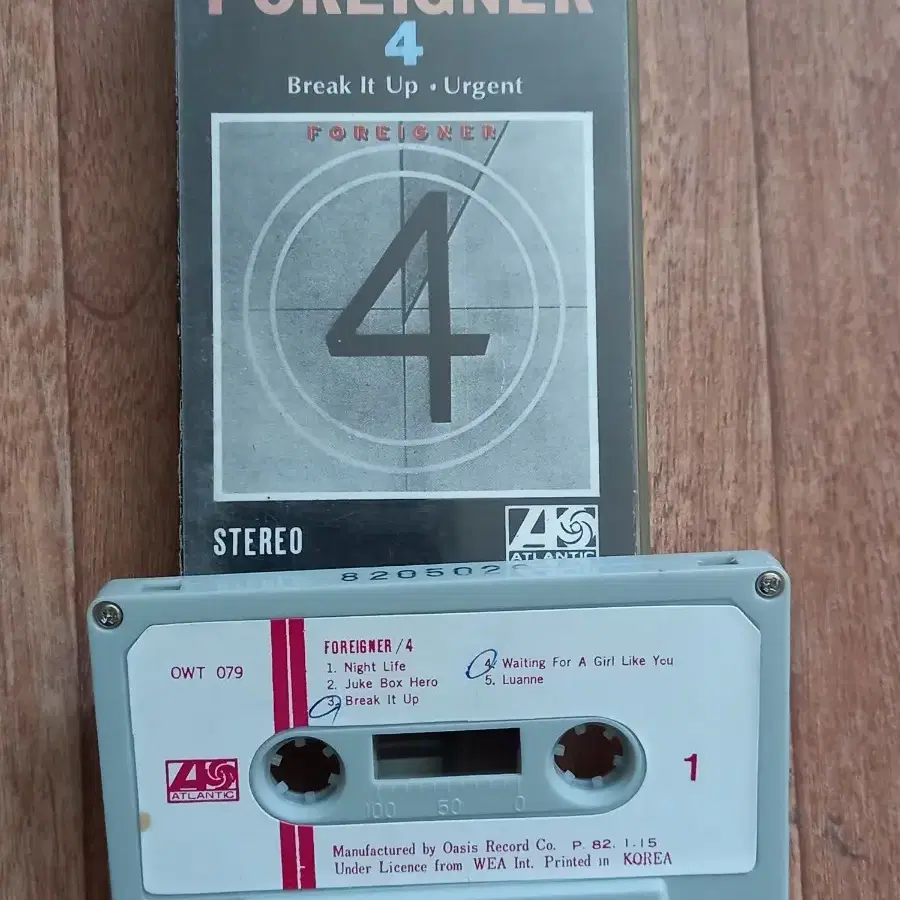 FOREIGNER
4
Break It Up • Urgent
FOREIGNER
4
STEREO
ATLANTIC
820502
OWT 079
FOREIGNER/4
1. Night Life
2. Juke Box Hero
3. Break It Up
4. Waiting For A Girl Like You
5. Luanne
ATLANTIC
1
100 50 0
Manufactured by Oasis Record Co. P. 82. 1. 15
Under Licence from WEA Int. Printed in KOREA